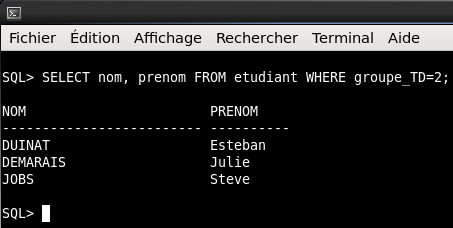 Fichier Édition Affichage Rechercher Terminal Aide
SQL> SELECT nom, prenom FROM etudiant WHERE groupe_TD=2;
NOM PRENOM
------------------------- ----------
DUINAT Esteban
DEMARAIS Julie
JOBS Steve
SQL>